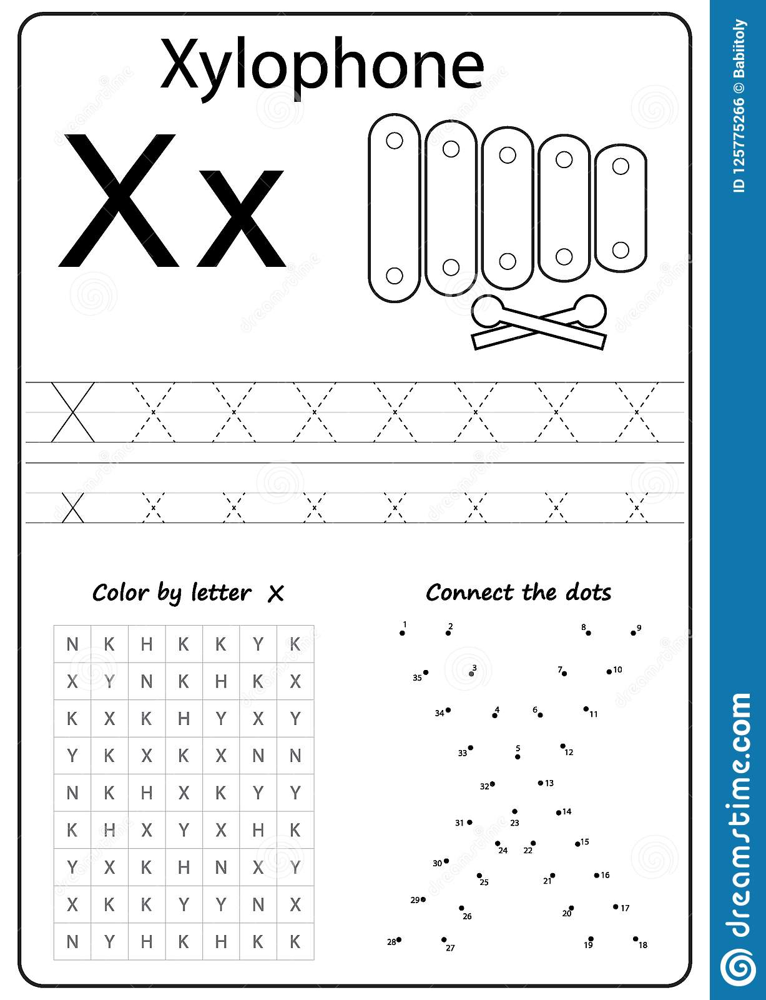 Xylophone
X x
X X X X X X X X
x x x x x x x x
Color by letter X
N K H K K Y K
X Y N K H K X
K X K H Y X Y
Y K X K X N N
N K H X K Y Y
K H X Y X H K
Y X K H N X Y
X K K Y Y N X
N Y H K H K K
Connect the dots
1 2 8 9
35 3 7 10
34 4 6 11
33 5 12
32 13
31 23 14
30 24 22 15
25 21 16
29 26 20 17
28 27 19 18
ID 125775266 © Babiitoly
dreamstime.com
dreamstime